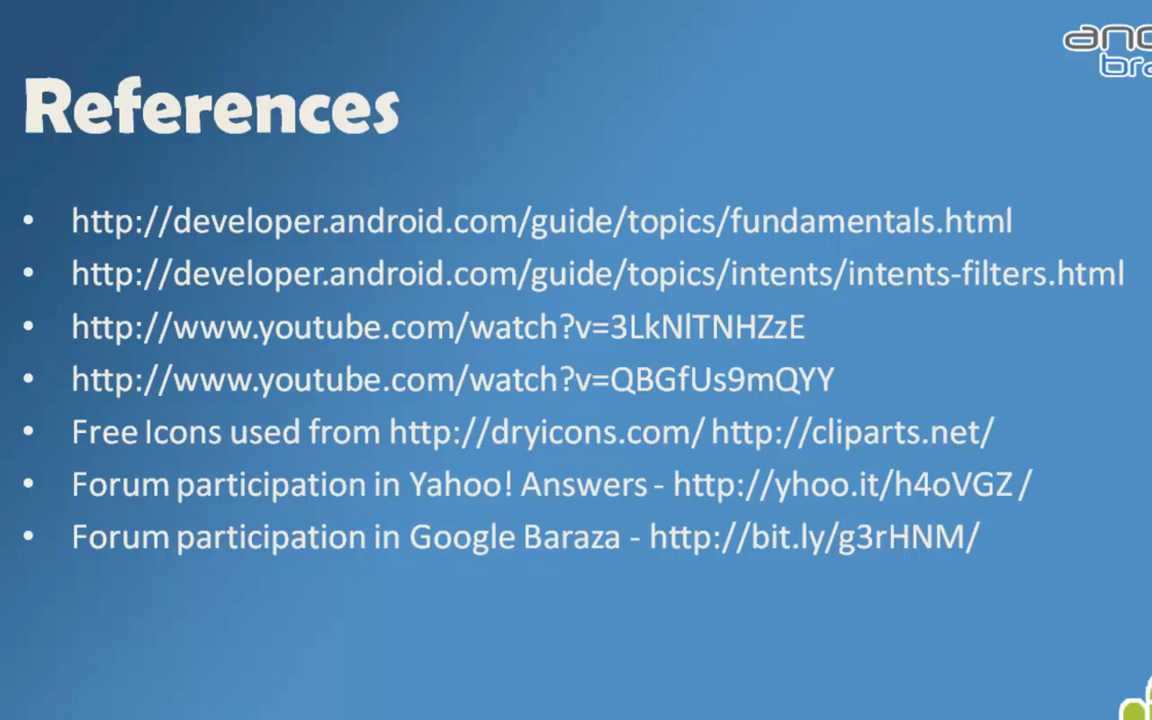 References
• http://developer.android.com/guide/topics/fundamentals.html
• http://developer.android.com/guide/topics/intents/intents-filters.html
• http://www.youtube.com/watch?v=3LkNlTNHZzE
• http://www.youtube.com/watch?v=QBGfUs9mQYY
• Free Icons used from http://dryicons.com/ http://cliparts.net/
• Forum participation in Yahoo! Answers - http://yhoo.it/h4oVGZ /
• Forum participation in Google Baraza - http://bit.ly/g3rHNM/